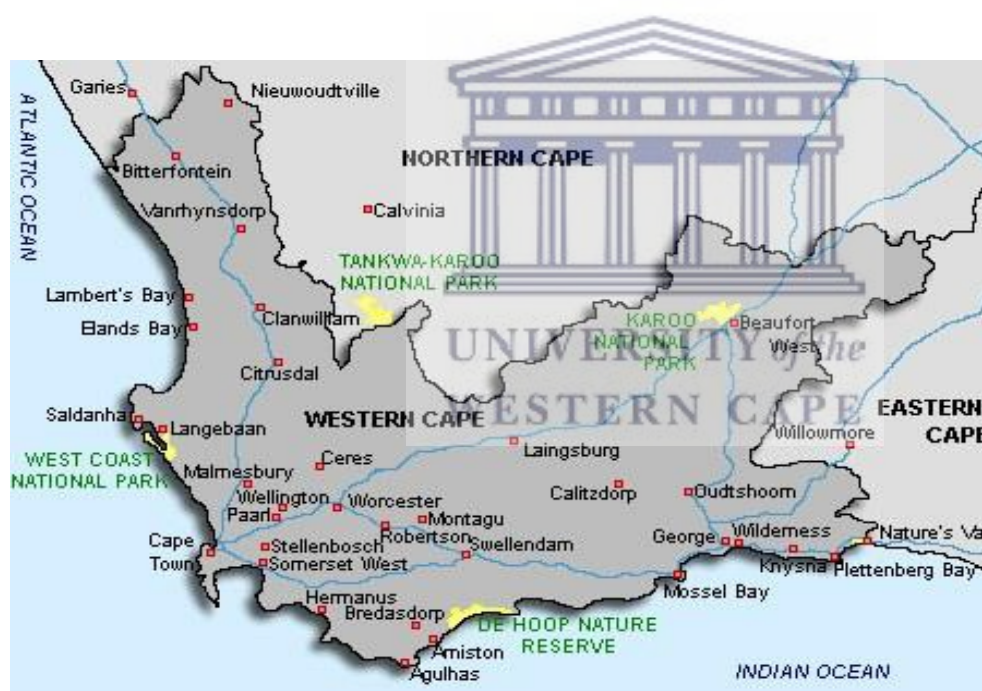 Garies
Nieuwoudtville
ATLANTIC OCEAN
NORTHERN CAPE
Bitterfontein
Vanrhynsdorp
Calvinia
TANKWA-KAROO
NATIONAL PARK
Lambert's Bay
Elands Bay
Clanwilliam
KAROO
NATIONAL
PARK
Beaufort
West
UNIVERSITY of the
WESTERN CAPE
Citrusdal
Saldanha
Langebaan
WESTERN CAPE
EASTERN
CAPE
Willowmore
WEST COAST
NATIONAL PARK
Malmesbury
Ceres
Laingsburg
Wellington
Worcester
Calitzdorp
Oudtshoorn
Paarl
Montagu
Robertson
Cape
Town
Stellenbosch
Swellendam
George
Wilderness
Nature's Va
Somerset West
Knysna
Plettenberg Bay
Mossel Bay
Hermanus
Bredasdorp
DE HOOP NATURE
RESERVE
Arniston
Agulhas
INDIAN OCEAN